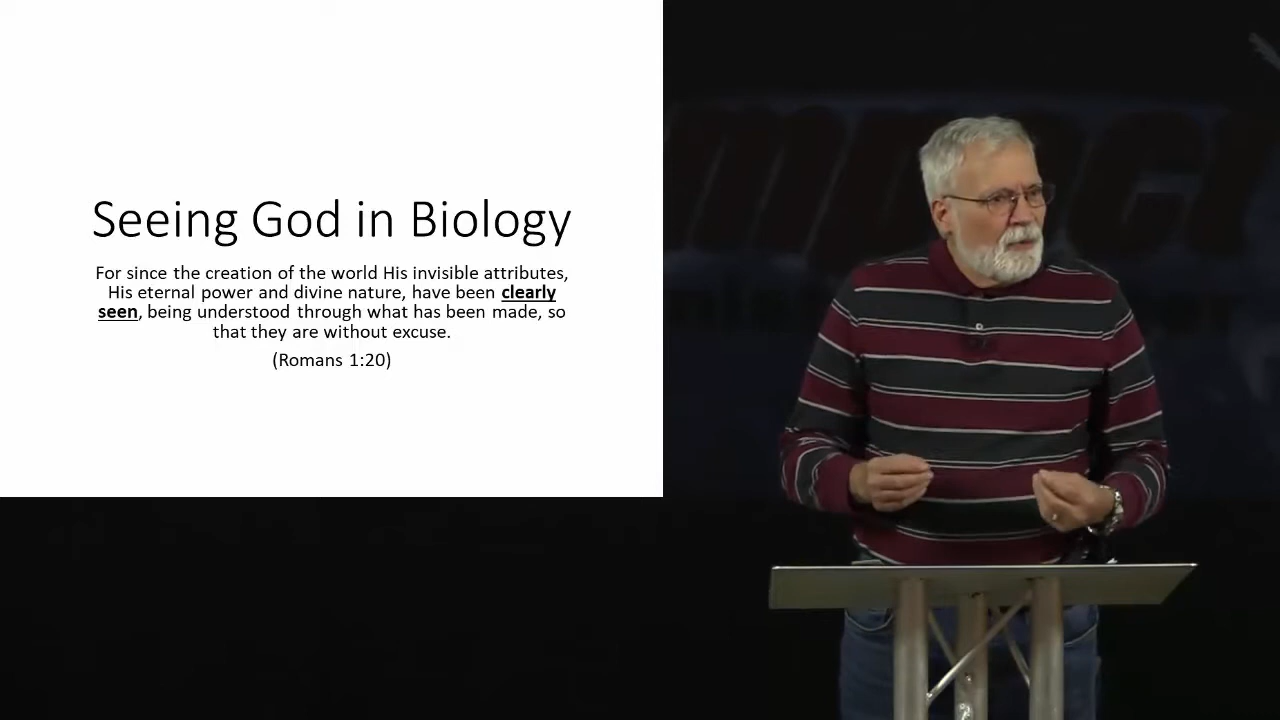 Seeing God in Biology
For since the creation of the world His invisible attributes,
His eternal power and divine nature, have been clearly
seen, being understood through what has been made, so
that they are without excuse.
(Romans 1:20)